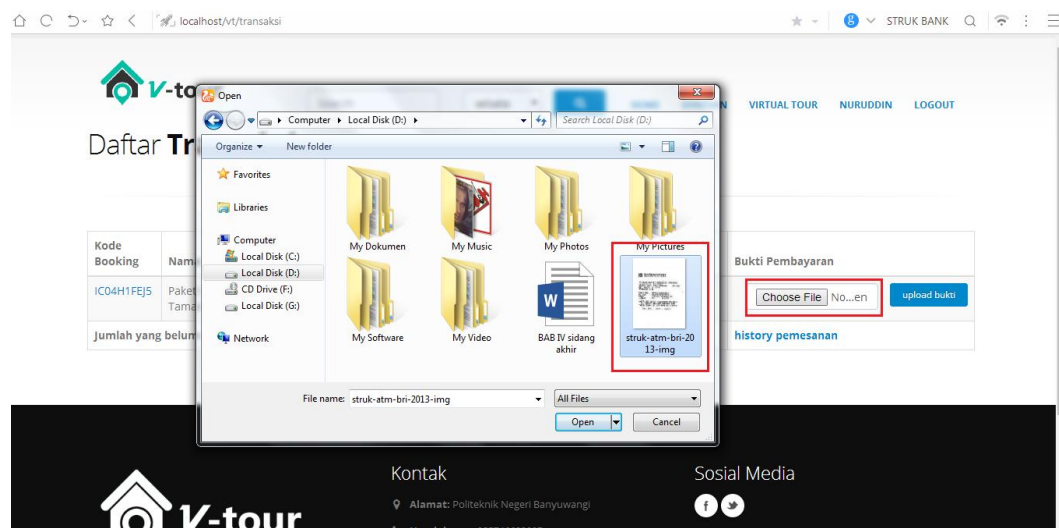 localhost/vt/transaksi
STRUK BANK
V-to
VIRTUAL TOUR NURUDDIN LOGOUT
Daftar Tr
Open
Computer Local Disk (D:)
Search Local Disk (D:)
Organize New folder
Favorites
Libraries
Computer
Local Disk (C:)
Local Disk (D:)
CD Drive (F:)
Local Disk (G:)
Network
My Dokumen
My Music
My Photos
My Pictures
My Software
My Video
BAB IV sidang
akhir
struk-atm-bri-20
13-img
File name: struk-atm-bri-2013-img
All Files
Open Cancel
Kode
Booking
Nam
Bukti Pembayaran
IC04H1FEJ5
Paket
Tama
Choose File No...en
upload bukti
Jumlah yang belum
history pemesanan
V-tour
Kontak
Alamat: Politeknik Negeri Banyuwangi
Sosial Media